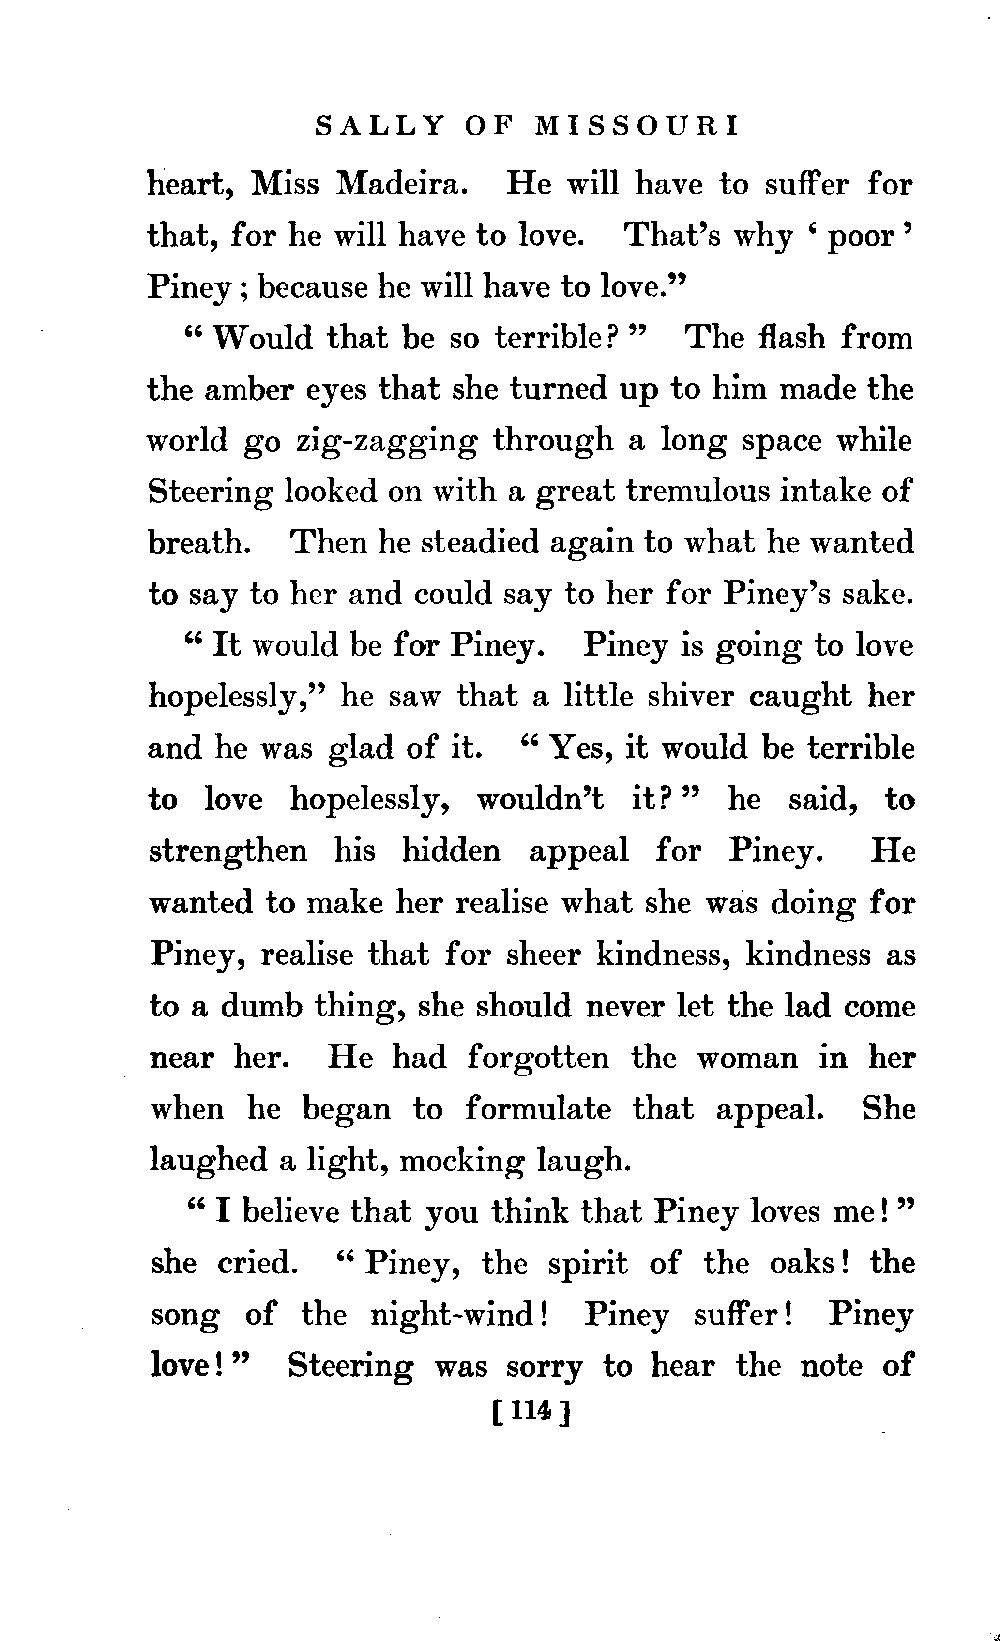 SALLY OF MISSOURI
heart, Miss Madeira. He will have to suffer for
that, for he will have to love. That's why ‘ poor ’
Piney ; because he will have to love.”
“ Would that be so terrible? ” The flash from
the amber eyes that she turned up to him made the
world go zig-zagging through a long space while
Steering looked on with a great tremulous intake of
breath. Then he steadied again to what he wanted
to say to her and could say to her for Piney's sake.
“ It would be for Piney. Piney is going to love
hopelessly,” he saw that a little shiver caught her
and he was glad of it. “ Yes, it would be terrible
to love hopelessly, wouldn't it? ” he said, to
strengthen his hidden appeal for Piney. He
wanted to make her realise what she was doing for
Piney, realise that for sheer kindness, kindness as
to a dumb thing, she should never let the lad come
near her. He had forgotten the woman in her
when he began to formulate that appeal. She
laughed a light, mocking laugh.
“ I believe that you think that Piney loves me! ”
she cried. “ Piney, the spirit of the oaks! the
song of the night-wind! Piney suffer! Piney
love! ” Steering was sorry to hear the note of
[ 114 ]